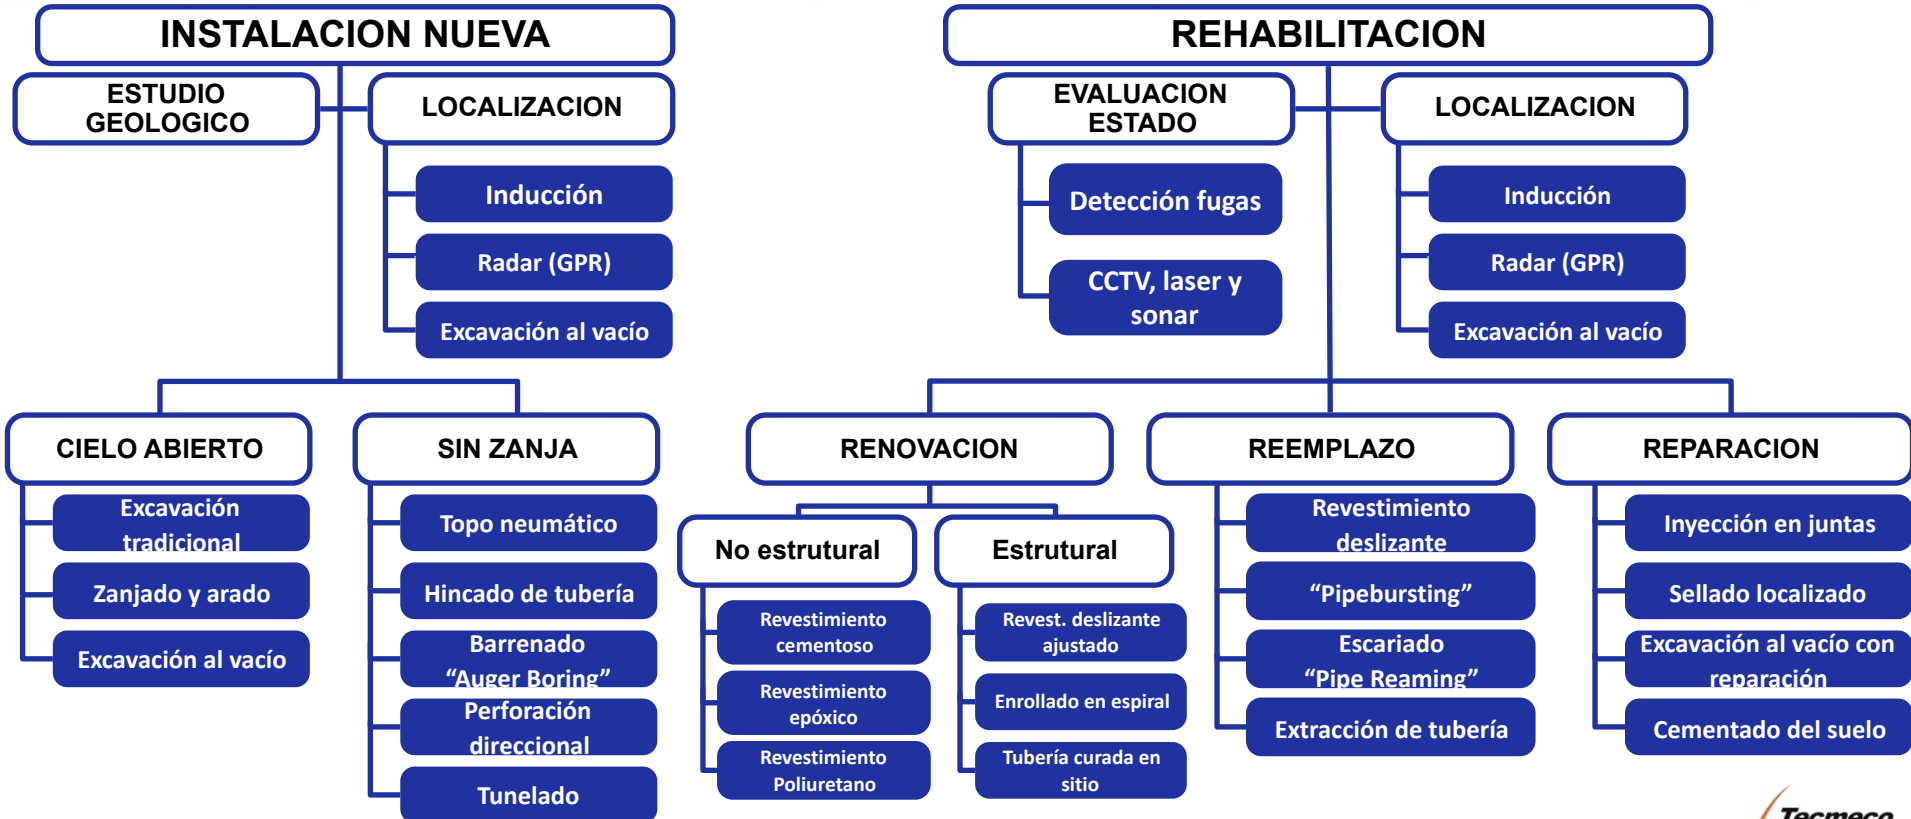 INSTALACION NUEVA
ESTUDIO
GEOLOGICO
LOCALIZACION
Inducción
Radar (GPR)
Excavación al vacío
CIELO ABIERTO
Excavación
tradicional
Zanjado y arado
Excavación al vacío
SIN ZANJA
Topo neumático
Hincado de tubería
Barrenado
“Auger Boring”
Perforación
direccional
Tunelado
REHABILITACION
EVALUACION
ESTADO
Detección fugas
CCTV, laser y
sonar
LOCALIZACION
Inducción
Radar (GPR)
Excavación al vacío
RENOVACION
No estrutural
Revestimiento
cementoso
Revestimiento
epóxico
Revestimiento
Poliuretano
Estrutural
Revest. deslizante
ajustado
Enrollado en espiral
Tubería curada en
sitio
REEMPLAZO
Revestimiento
deslizante
“Pipebursting”
Escariado
“Pipe Reaming”
Extracción de tubería
REPARACION
Inyección en juntas
Sellado localizado
Excavación al vacío con
reparación
Cementado del suelo
Tecmeco